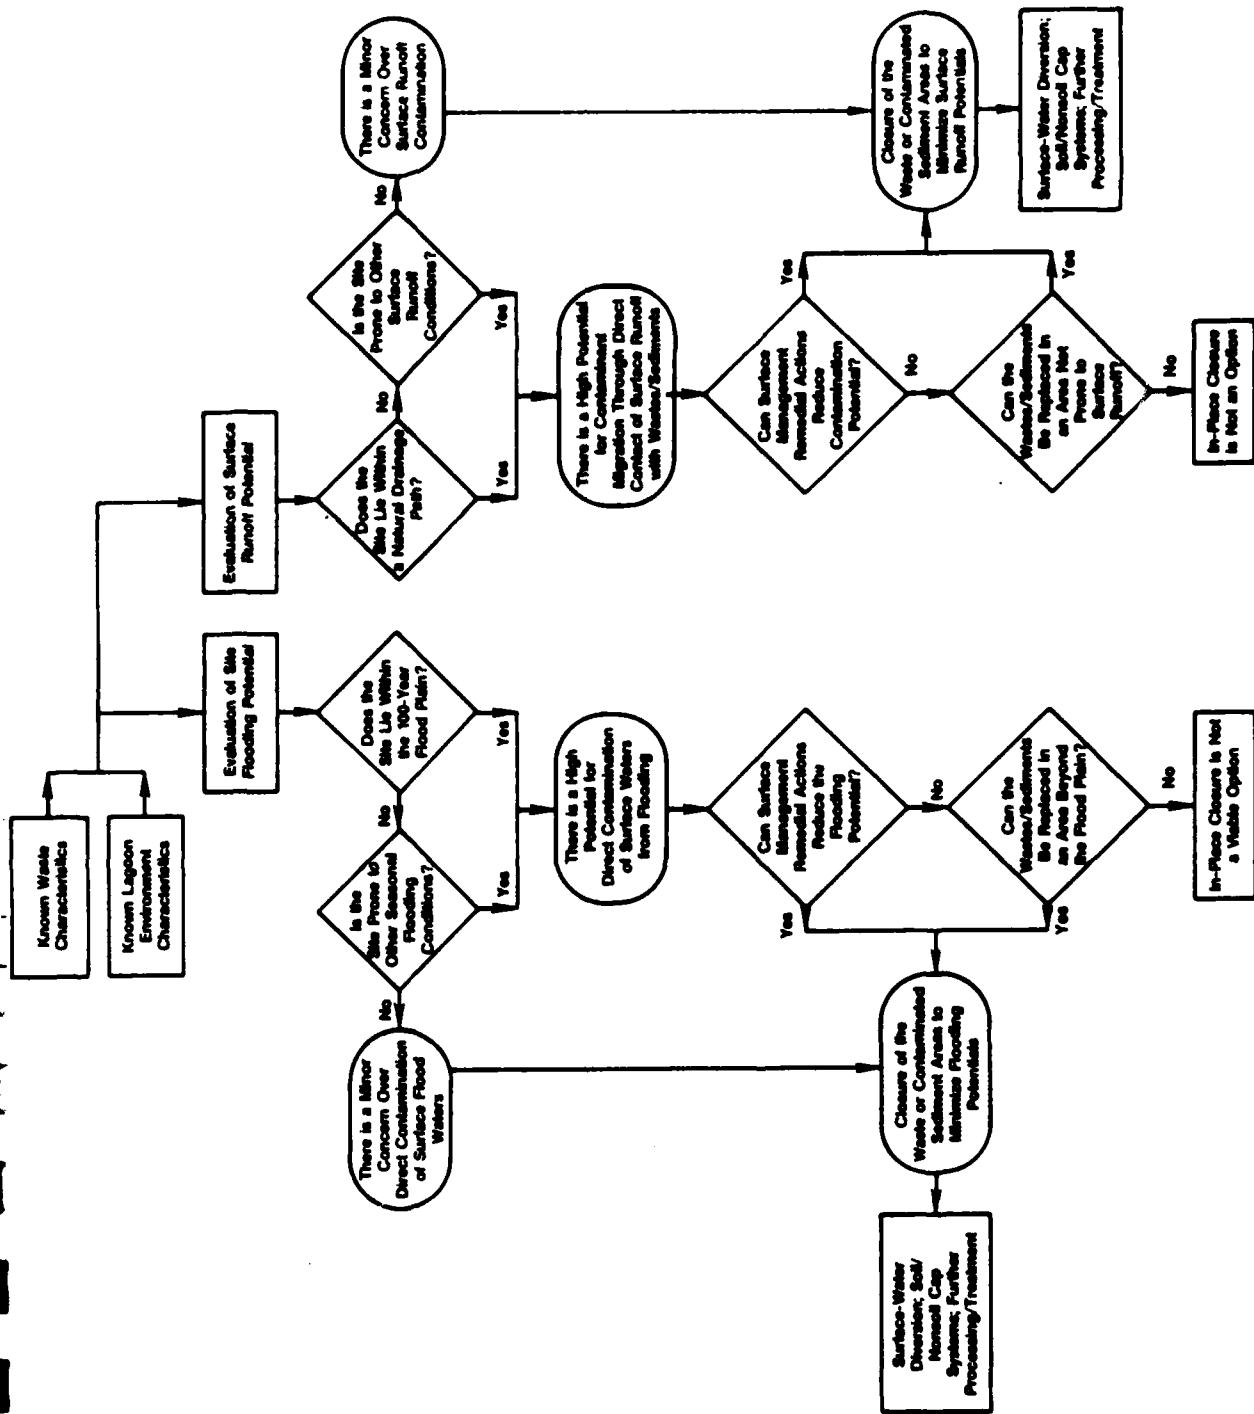 Known Waste
Characteristics
Known Lagoon
Environment
Characteristics
Evaluation of Site
Flooding Potential
Does the
Site Lie Within
the 100-Year
Flood Plain?
No
Yes
Is the
Site Prone to
Other Seasonal
Flooding
Conditions?
No
Yes
There is a Minor
Concern Over
Direct Contamination
of Surface Flood
Waters
There is a High
Potential for
Direct Contamination
of Surface Waters
from Flooding
Can Surface
Management
Remedial Actions
Reduce the
Flooding
Potential?
Yes
No
Can the
Wastes/Sediments
Be Replaced in
an Area Beyond
the Flood Plain?
Yes
No
Closure of the
Waste or Contaminated
Sediment Areas to
Minimize Flooding
Potentials
Surface-Water
Diversion; Soil/
Nonsoil Cap
Systems; Further
Processing/Treatment
In-Place Closure is Not
a Viable Option
Evaluation of Surface
Runoff Potential
Does the
Site Lie Within
a Natural Drainage
Path?
No
Yes
Is the Site
Prone to Other
Surface
Runoff
Conditions?
No
Yes
There is a Minor
Concern Over
Surface Runoff
Contamination
There is a High Potential
for Contaminant
Migration Through Direct
Contact of Surface Runoff
with Wastes/Sediments
Can Surface
Management
Remedial Actions
Reduce
Contamination
Potential?
Yes
No
Can the
Wastes/Sediments
Be Replaced in
an Area Not
Prone to
Surface
Runoff?
Yes
No
Closure of the
Waste or Contaminated
Sediment Areas to
Minimize Surface
Runoff Potentials
Surface-Water Diversion;
Soil/Nonsoil Cap
Systems; Further
Processing/Treatment
In-Place Closure
is Not an Option